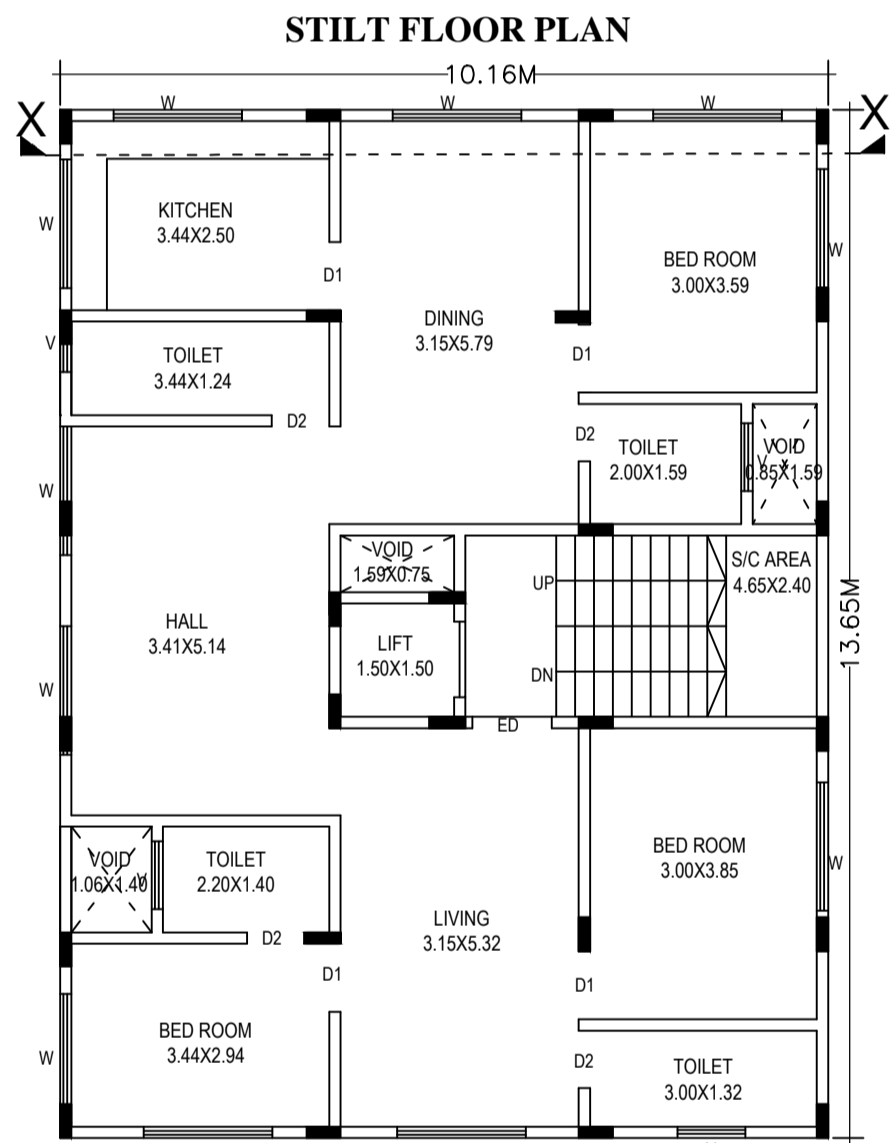 STILT FLOOR PLAN
10.16M
W
W
W
X
X
KITCHEN
3.44X2.50
W
BED ROOM
3.00X3.59
W
D1
DINING
3.15X5.79
V
TOILET
3.44X1.24
D1
D2
D2
TOILET
2.00X1.59
VOID
0.85X1.59
V
W
VOID
1.59X0.75
S/C AREA
4.65X2.40
UP
HALL
3.41X5.14
LIFT
1.50X1.50
13.65M
DN
W
ED
VOID
1.06X1.40
V
TOILET
2.20X1.40
BED ROOM
3.00X3.85
W
LIVING
3.15X5.32
D2
D1
D1
BED ROOM
3.44X2.94
W
D2
TOILET
3.00X1.32